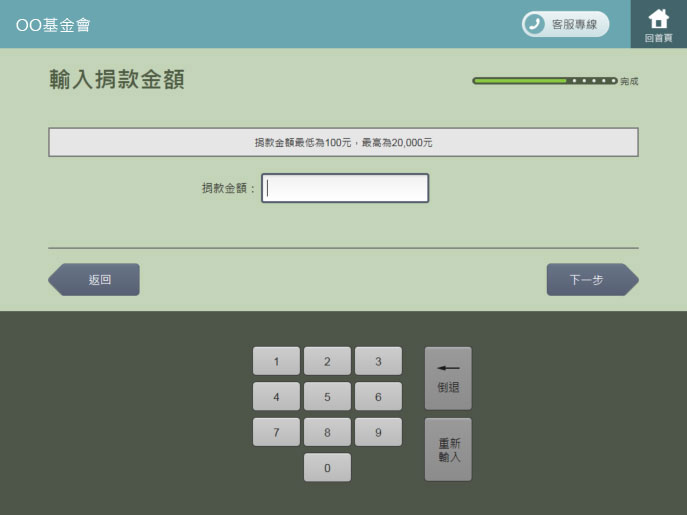 OO基金會
客服專線
回首頁
輸入捐款金額
完成
捐款金額最低為100元，最高為20,000元
捐款金額：
返回
下一步
1 2 3
倒退
4 5 6
7 8 9
重新
輸入
0